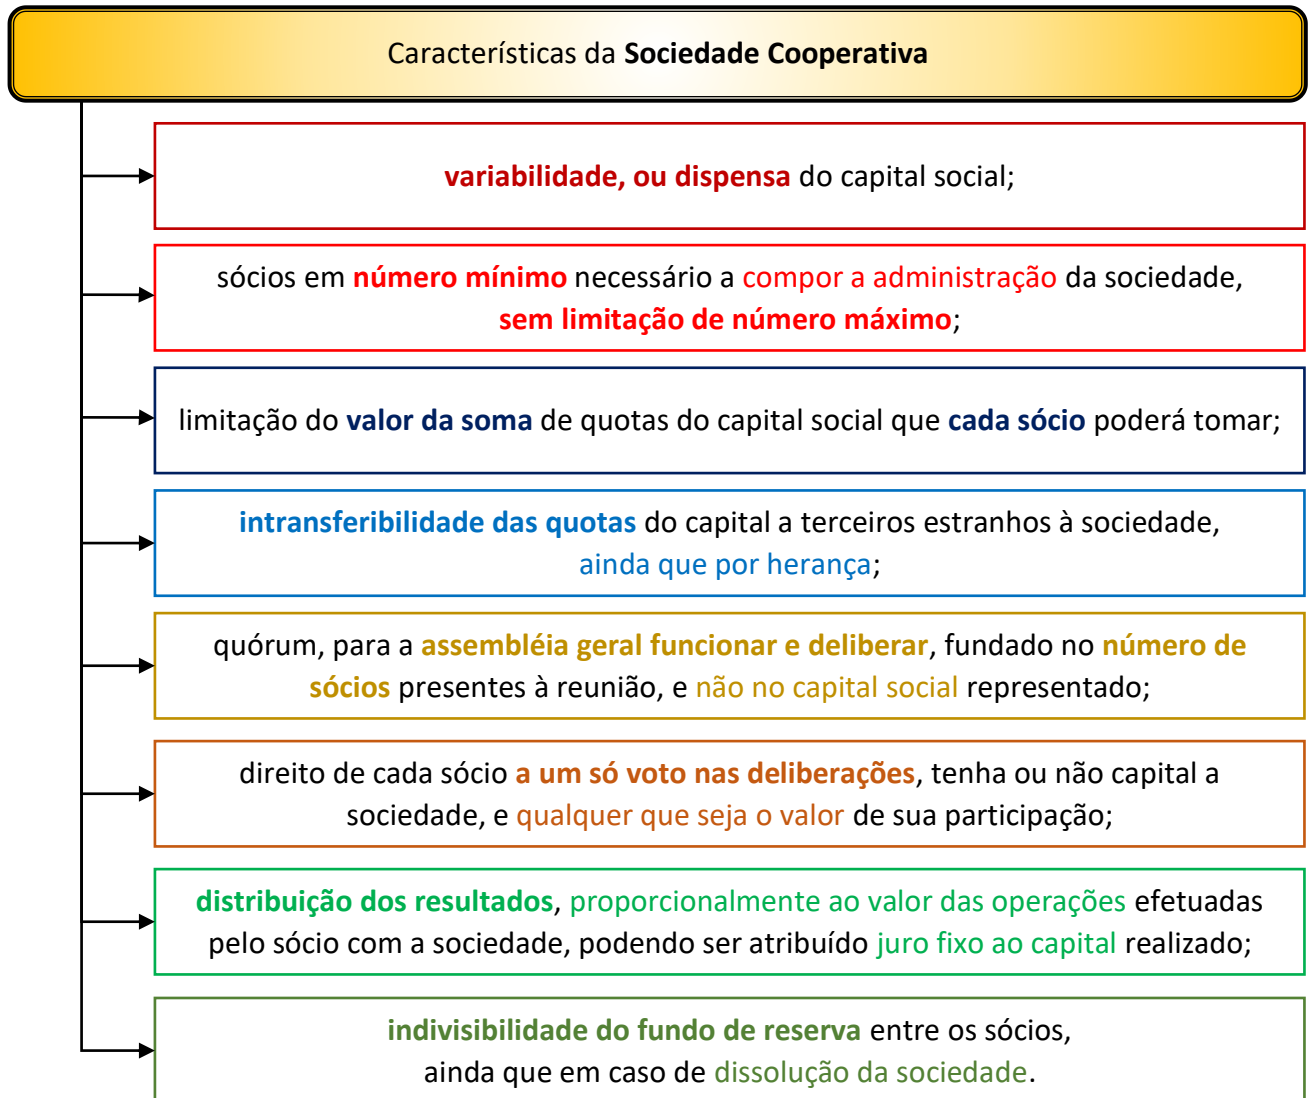 Características da Sociedade Cooperativa
variabilidade, ou dispensa do capital social;
sócios em número mínimo necessário a compor a administração da sociedade,
sem limitação de número máximo;
limitação do valor da soma de quotas do capital social que cada sócio poderá tomar;
intransferibilidade das quotas do capital a terceiros estranhos à sociedade,
ainda que por herança;
quórum, para a assembléia geral funcionar e deliberar, fundado no número de
sócios presentes à reunião, e não no capital social representado;
direito de cada sócio a um só voto nas deliberações, tenha ou não capital a
sociedade, e qualquer que seja o valor de sua participação;
distribuição dos resultados, proporcionalmente ao valor das operações efetuadas
pelo sócio com a sociedade, podendo ser atribuído juro fixo ao capital realizado;
indivisibilidade do fundo de reserva entre os sócios,
ainda que em caso de dissolução da sociedade.